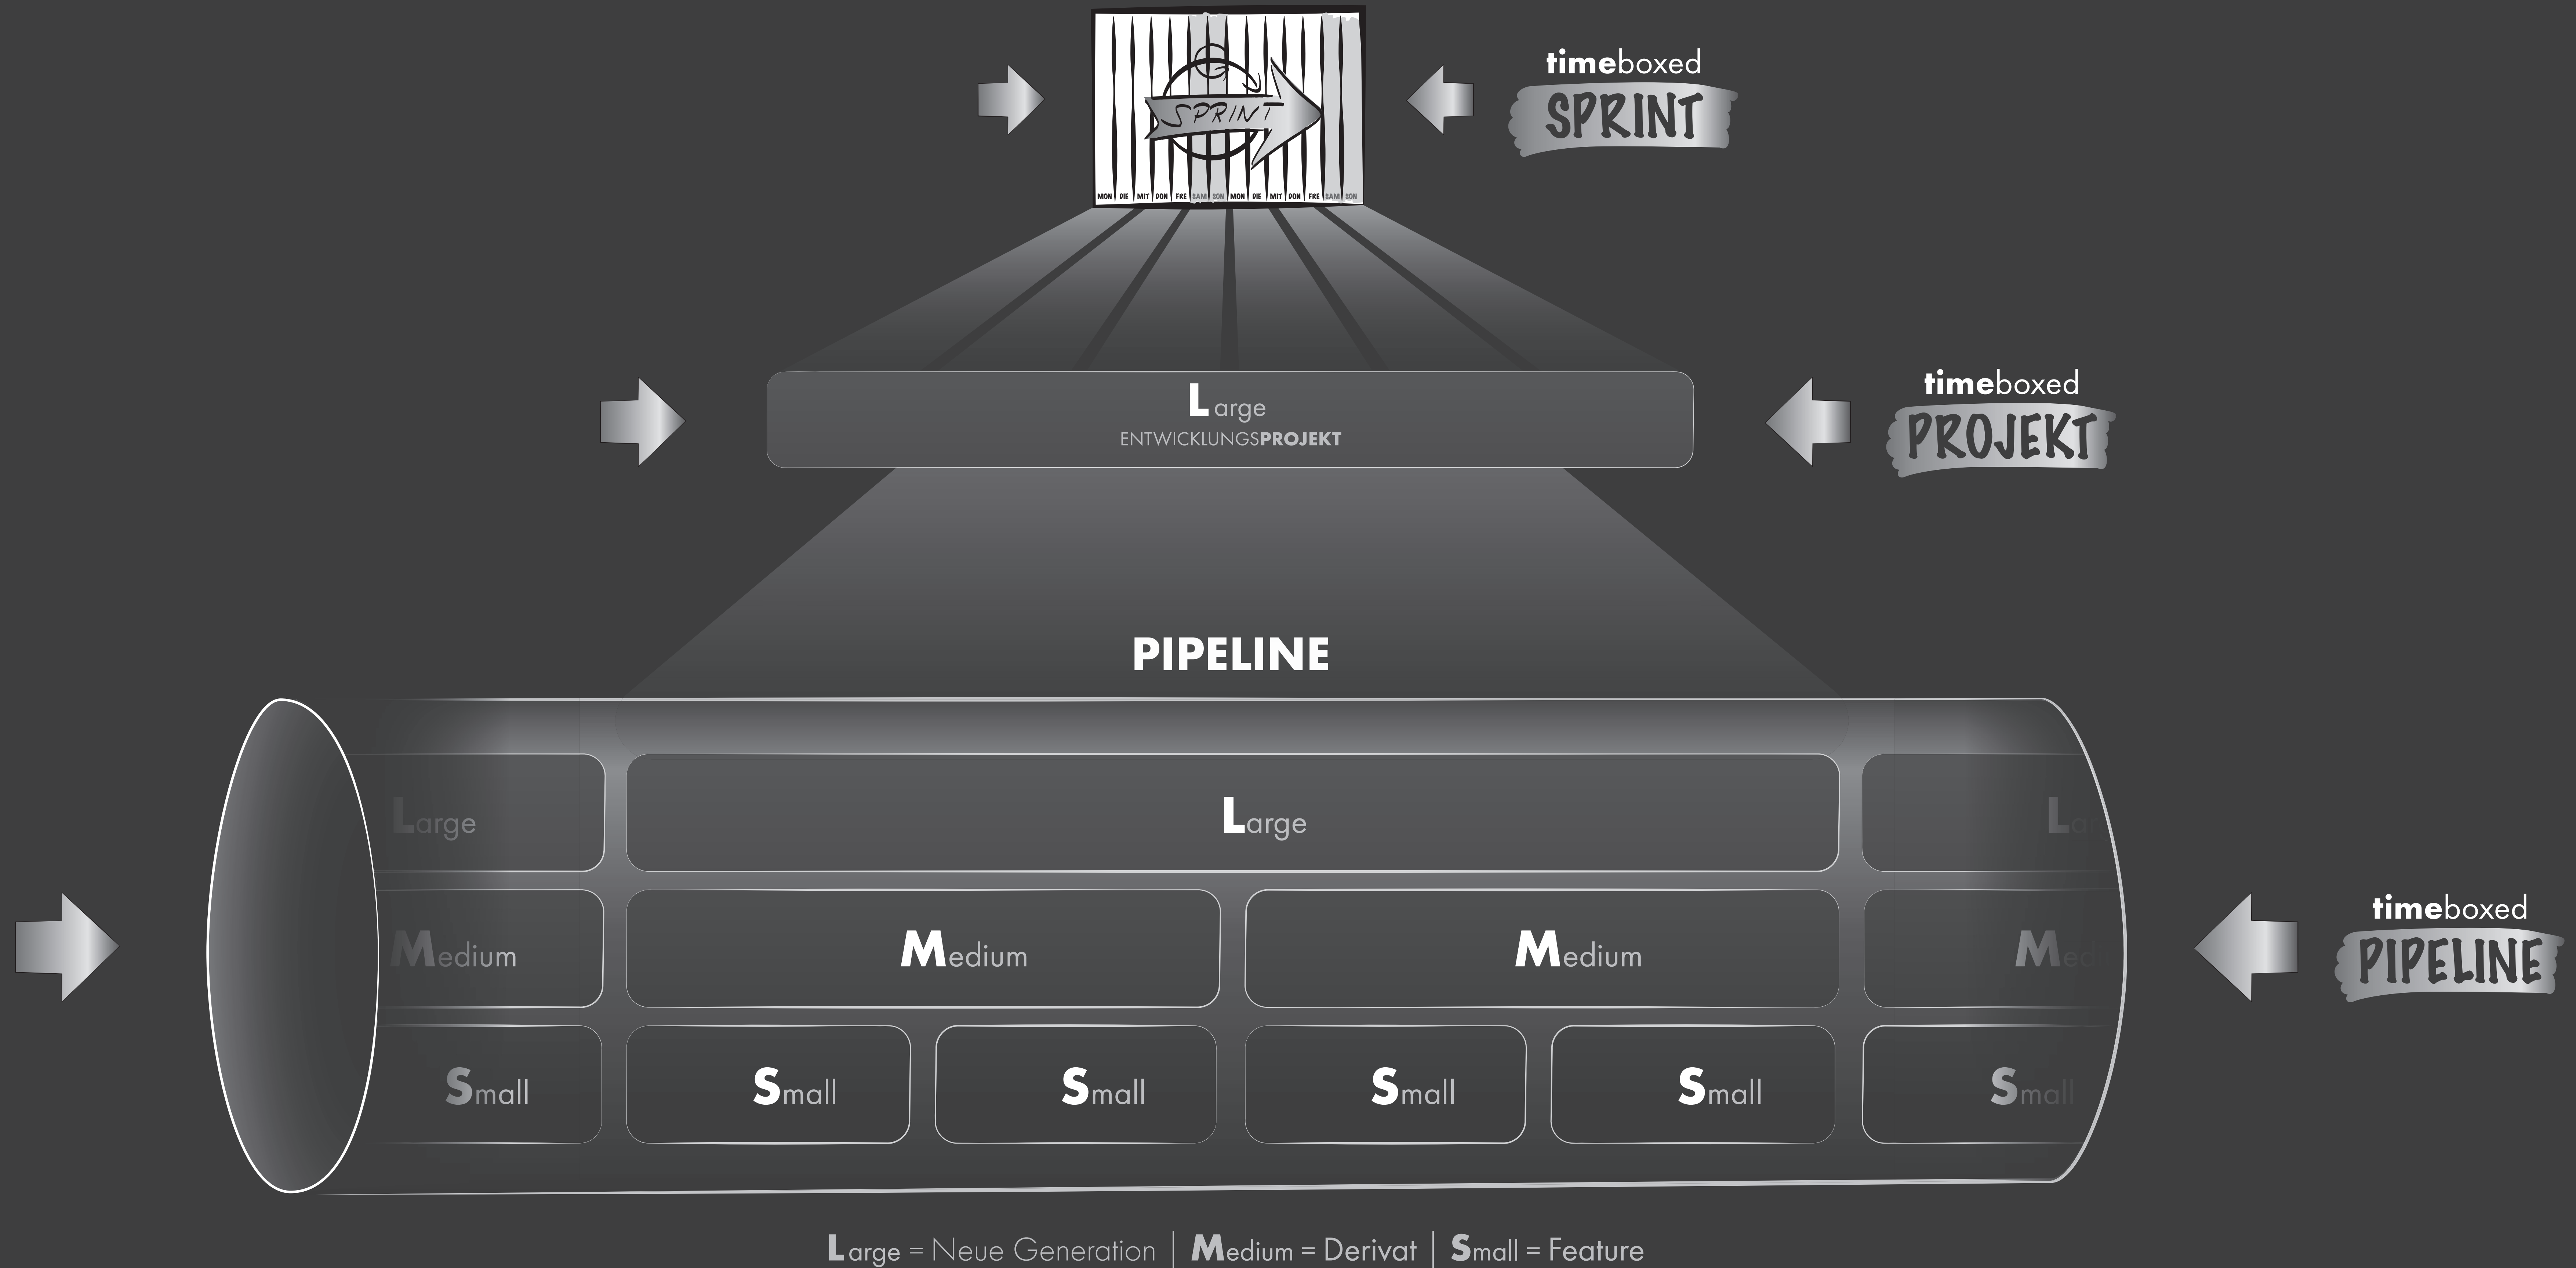 timeboxed
SPRINT
SPRINT
MON DIE MIT DON FRE SAM SON MON DIE MIT DON FRE SAM SON
Large
ENTWICKLUNGSPROJEKT
timeboxed
PROJEKT
PIPELINE
Large Large
Medium Medium Medium
timeboxed
PIPELINE
Small Small Small Small Small Small
Large = Neue Generation | Medium = Derivat | Small = Feature